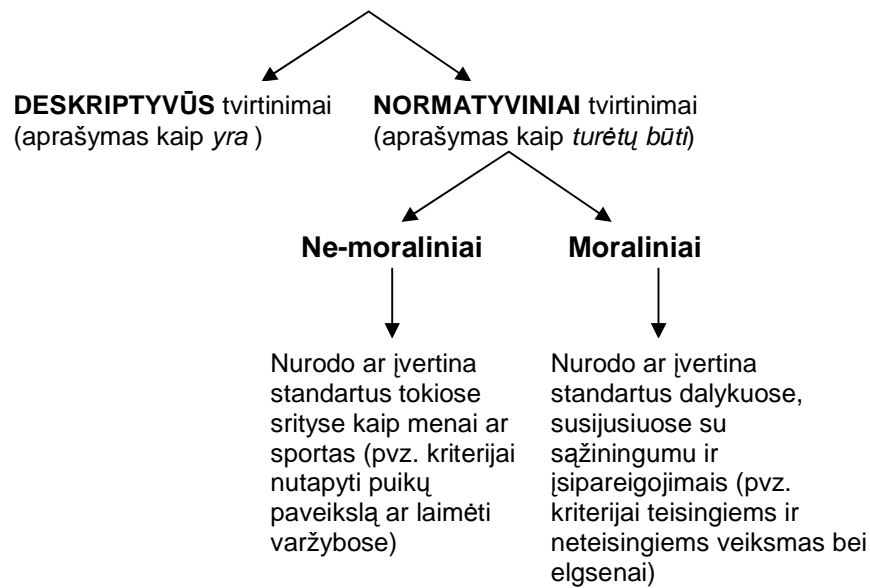 DESKRIPTYVŪS tvirtinimai
(aprašymas kaip yra )
NORMATYVINIAI tvirtinimai
(aprašymas kaip turėtų būti)
Ne-moraliniai
Moraliniai
Nurodo ar įvertina
standartus tokiose
srityse kaip menai ar
sportas (pvz. kriterijai
nutapyti puikų
paveikslą ar laimėti
varžybose)
Nurodo ar įvertina
standartus dalykuose,
susijusiuose su
sąžiningumu ir
įsipareigojimais (pvz.
kriterijai teisingiems ir
neteisingiems veiksmas bei
elgsenai)